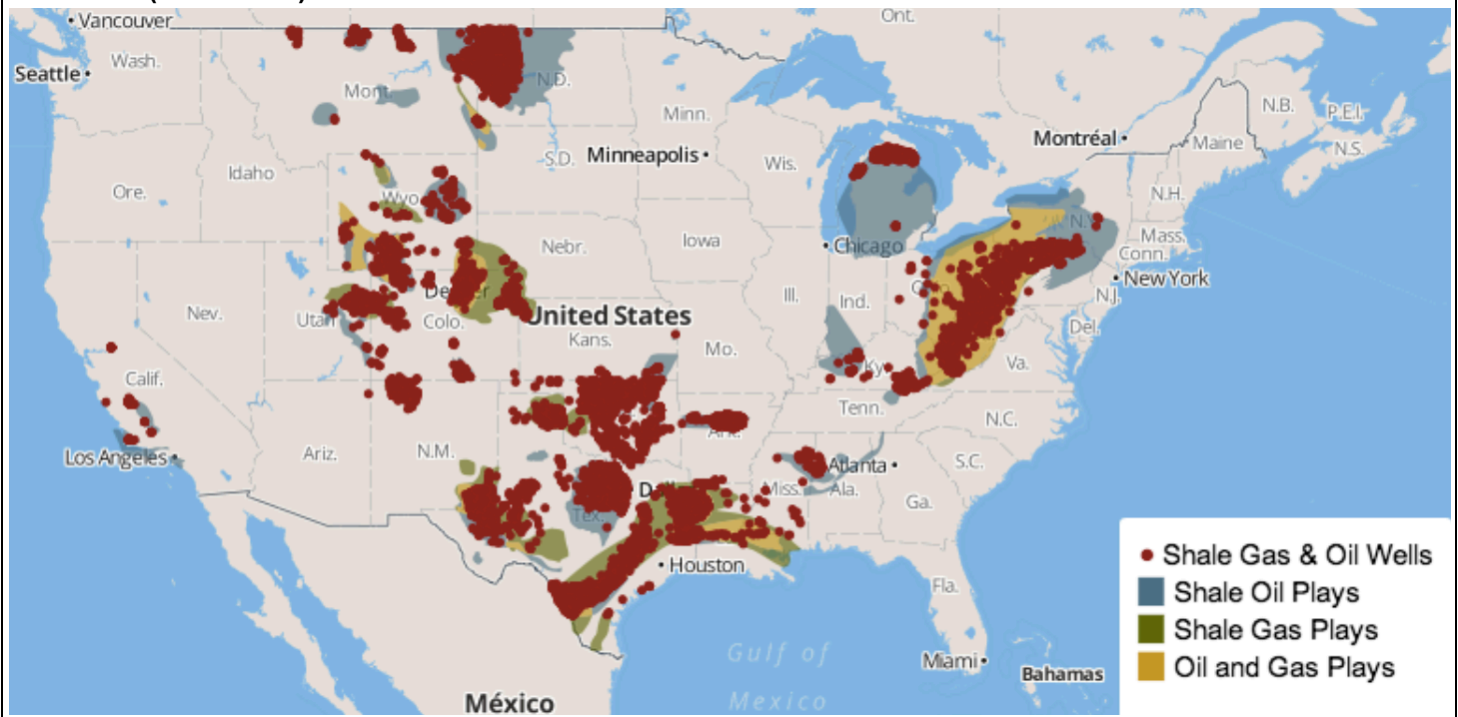 Vancouver
Ont.
Wash.
Seattle
Mont
N.D.
Minn.
N.B.
P.E.I.
Montréal
Maine
N.S.
Minneapolis
Wis.
S.D.
Idaho
Ore.
Wyo
N.H.
N.Y.
Mass.
Conn.
Iowa
Nebr.
Chicago
New York
Ill.
Ind.
N.J.
Nev.
Utah
Colo.
United States
Kans.
Mo.
Del.
Va.
Ky
Calif.
Tenn.
N.C.
Ark.
Los Angeles
Ariz.
N.M.
Atlanta
S.C.
Miss.
Ala.
Ga.
Tex.
Houston
Fla.
Shale Gas & Oil Wells
Shale Oil Plays
Shale Gas Plays
Oil and Gas Plays
Gulf of
Mexico
Miami
Bahamas
México